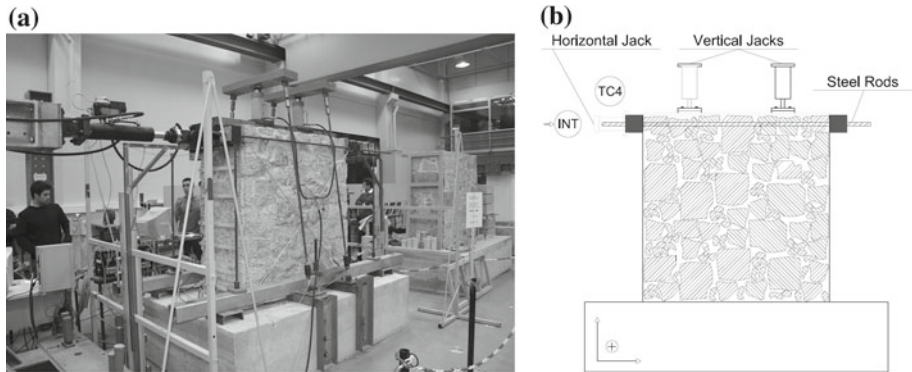 (a)
(b)
Horizontal Jack
Vertical Jacks
TC4
Steel Rods
INT